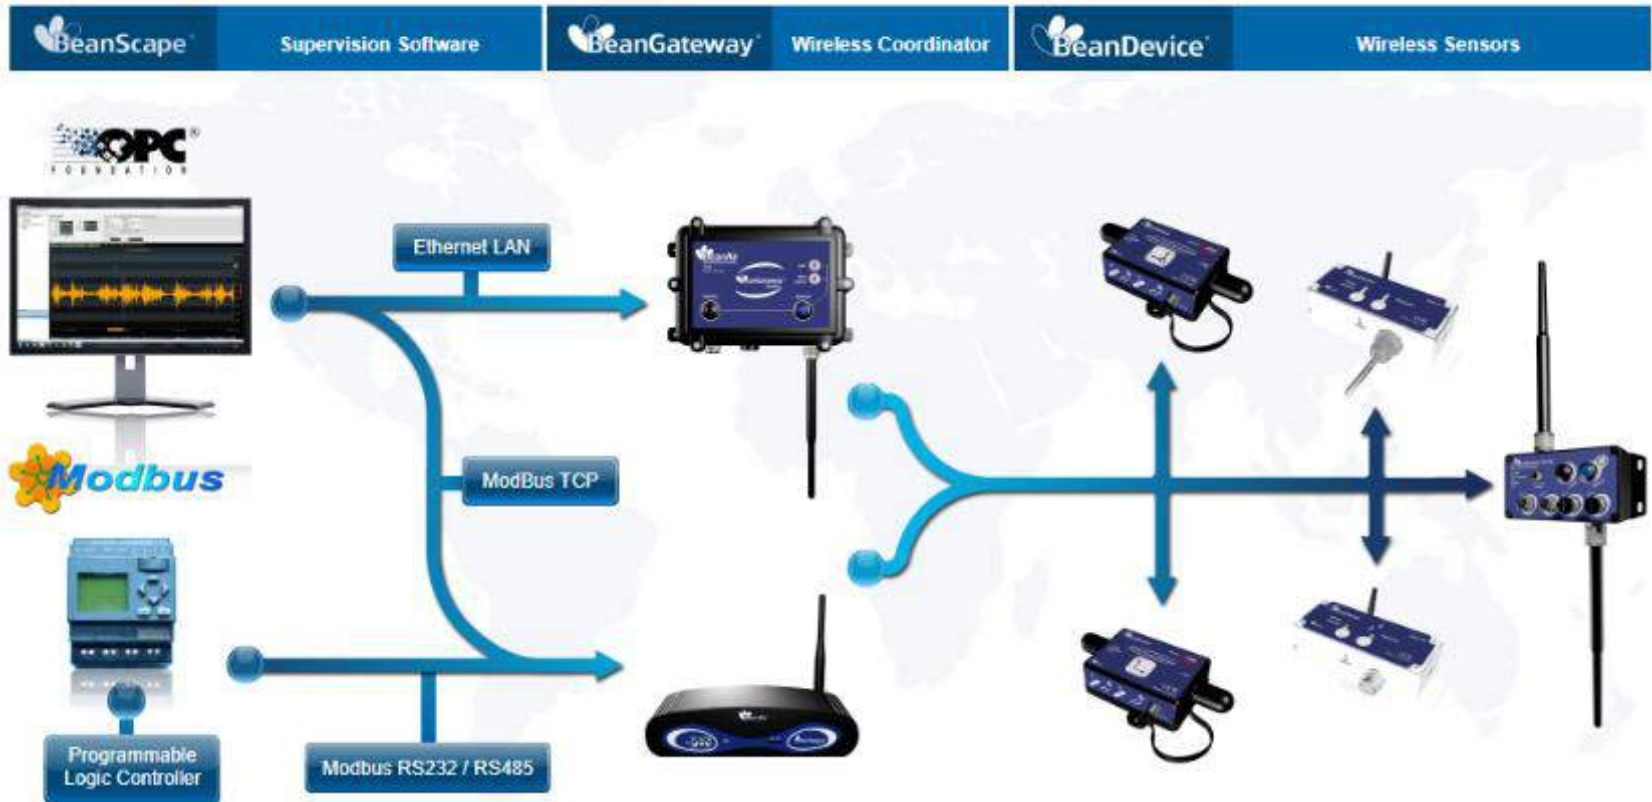 BeanScape®
Supervision Software
BeanGateway®
Wireless Coordinator
BeanDevice®
Wireless Sensors
OPC®
FOUNDATION
Ethernet LAN
BeanAir
Modbus
ModBus TCP
Programmable
Logic Controller
Modbus RS232 / RS485